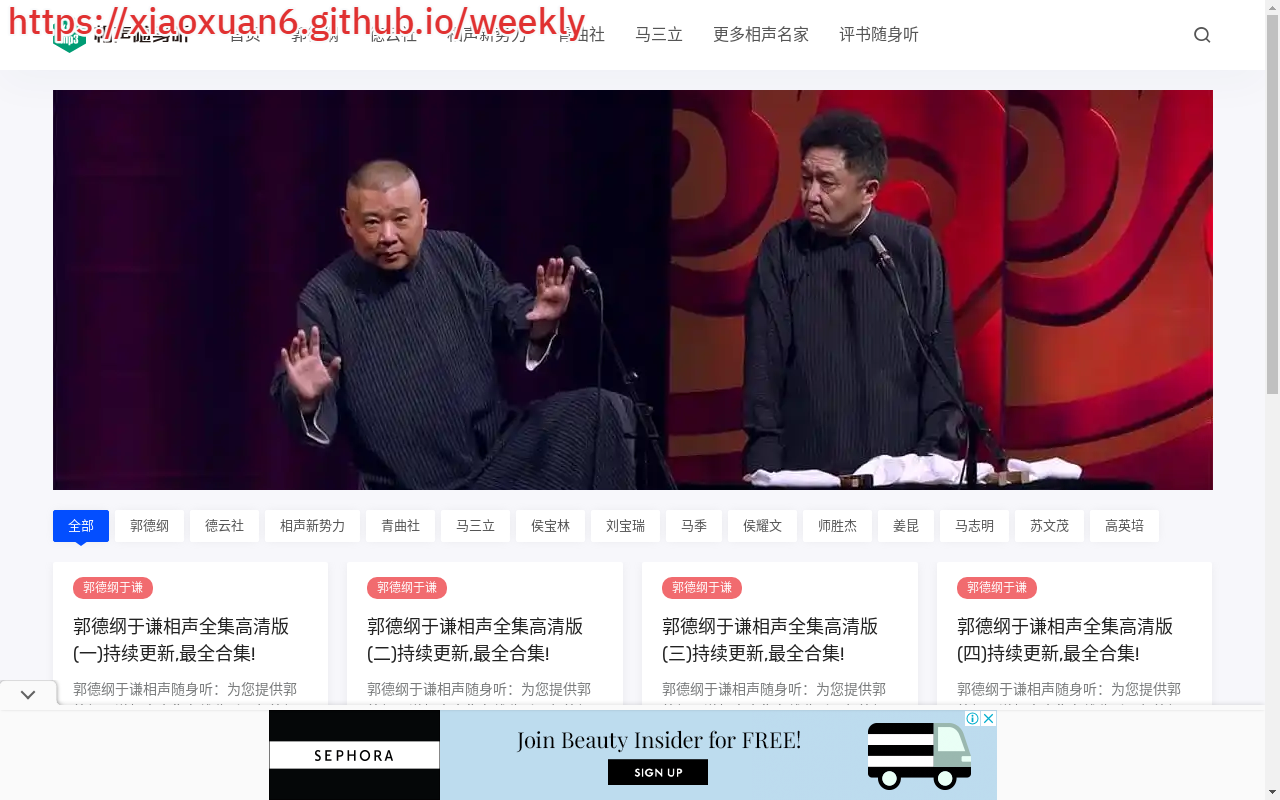 https://xiaoxuan6.github.io/weekly
相声随身听 首页 郭德纲 德云社 相声新势力 青曲社 马三立 更多相声名家 评书随身听
全部 郭德纲 德云社 相声新势力 青曲社 马三立 侯宝林 刘宝瑞 马季 侯耀文 师胜杰 姜昆 马志明 苏文茂 高英培
郭德纲于谦 郭德纲于谦 郭德纲于谦 郭德纲于谦
郭德纲于谦相声全集高清版 郭德纲于谦相声全集高清版 郭德纲于谦相声全集高清版 郭德纲于谦相声全集高清版
(一)持续更新,最全合集! (二)持续更新,最全合集! (三)持续更新,最全合集! (四)持续更新,最全合集!
郭德纲于谦相声随身听：为您提供郭 郭德纲于谦相声随身听：为您提供郭 郭德纲于谦相声随身听：为您提供郭 郭德纲于谦相声随身听：为您提供郭
SEPHORA
Join Beauty Insider for FREE!
SIGN UP